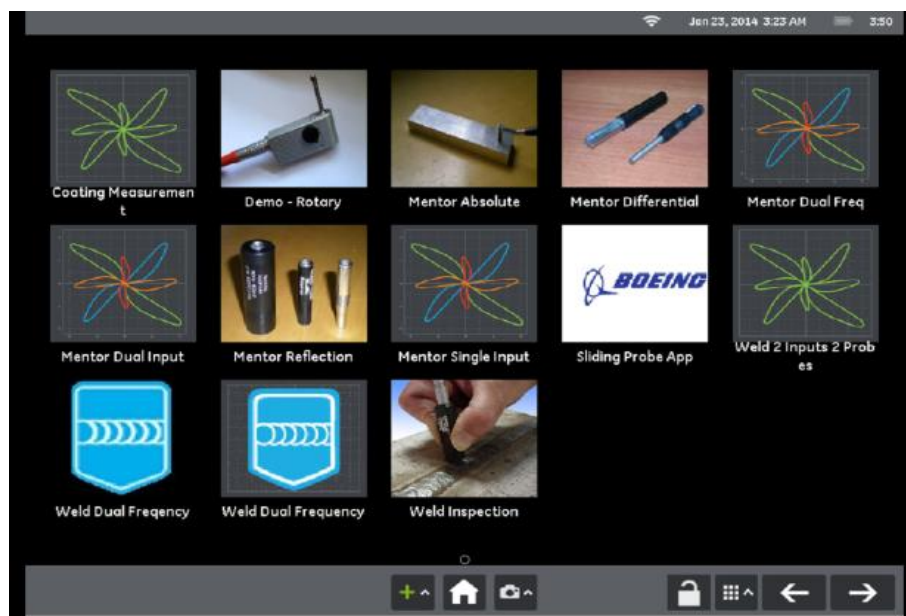 Jan 23, 2014 3:23 AM 3:50
Coating Measuremen
t
Demo - Rotary
Mentor Absolute
Mentor Differential
Mentor Dual Freq
BOEING
Mentor Dual Input
Mentor Reflection
Mentor Single Input
Sliding Probe App
Weld 2 Inputs 2 Prob
es
Weld Dual Freqency
Weld Dual Frequency
Weld Inspection